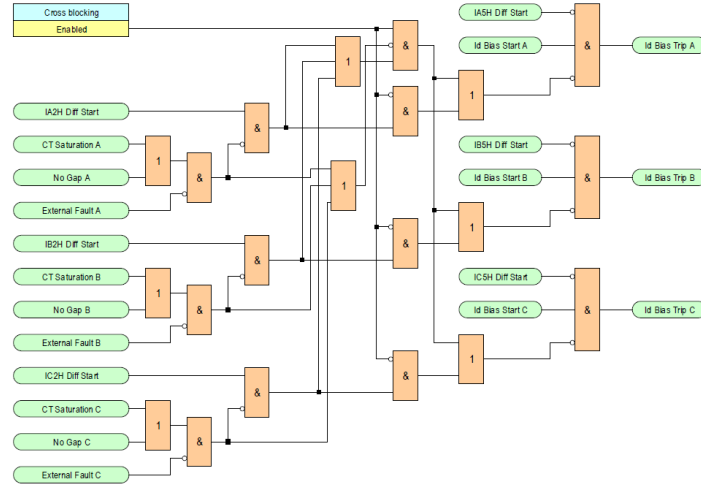 Cross blocking
Enabled
IA5H Diff Start
Id Bias Start A
Id Bias Trip A
&
&
1
1
&
IA2H Diff Start
&
CT Saturation A
1
No Gap A
&
External Fault A
IB5H Diff Start
Id Bias Start B
Id Bias Trip B
&
1
1
&
IB2H Diff Start
&
CT Saturation B
1
No Gap B
&
External Fault B
IC5H Diff Start
Id Bias Start C
Id Bias Trip C
&
1
&
IC2H Diff Start
&
CT Saturation C
1
No Gap C
&
External Fault C